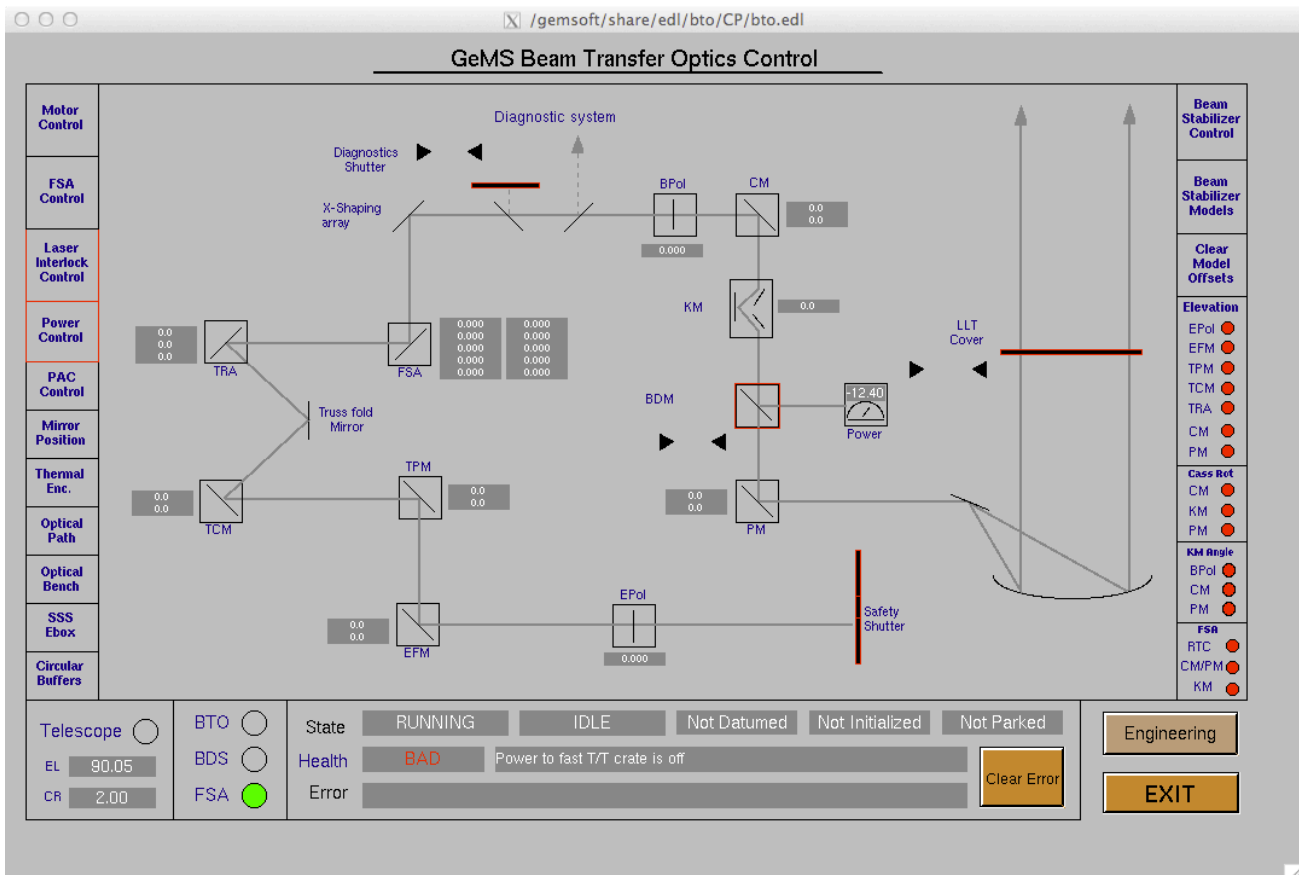 /gemsoft/share/edl/bto/CP/bto.edl
GeMS Beam Transfer Optics Control
Motor
Control
FSA
Control
Laser
Interlock
Control
Power
Control
PAC
Control
Mirror
Position
Thermal
Enc.
Optical
Path
Optical
Bench
SSS
Ebox
Circular
Buffers
Diagnostic system
Diagnostics
Shutter
X-Shaping
array
BPol
0.000
CM
0.0
0.0
KM
0.0
0.0
0.0
0.0
TRA
FSA
0.000 0.000
0.000 0.000
0.000 0.000
0.000 0.000
0.000 0.000
LLT
Cover
BDM
-12.40
Power
Truss fold
Mirror
TPM
0.0
0.0
0.0
0.0
TCM
0.0
0.0
PM
0.0
0.0
EFM
EPol
0.000
Safety
Shutter
Beam
Stabilizer
Control
Beam
Stabilizer
Models
Clear
Model
Offsets
Elevation
EPol
EFM
TPM
TCM
TRA
CM
PM
Cass Rot
CM
KM
PM
KM Angle
BPol
CM
PM
FSA
RTC
CM/PM
KM
Telescope
EL 90.05
CR 2.00
BTO
BDS
FSA
State RUNNING IDLE Not Datumed Not Initialized Not Parked
Health BAD Power to fast T/T crate is off
Error
Clear Error
Engineering
EXIT